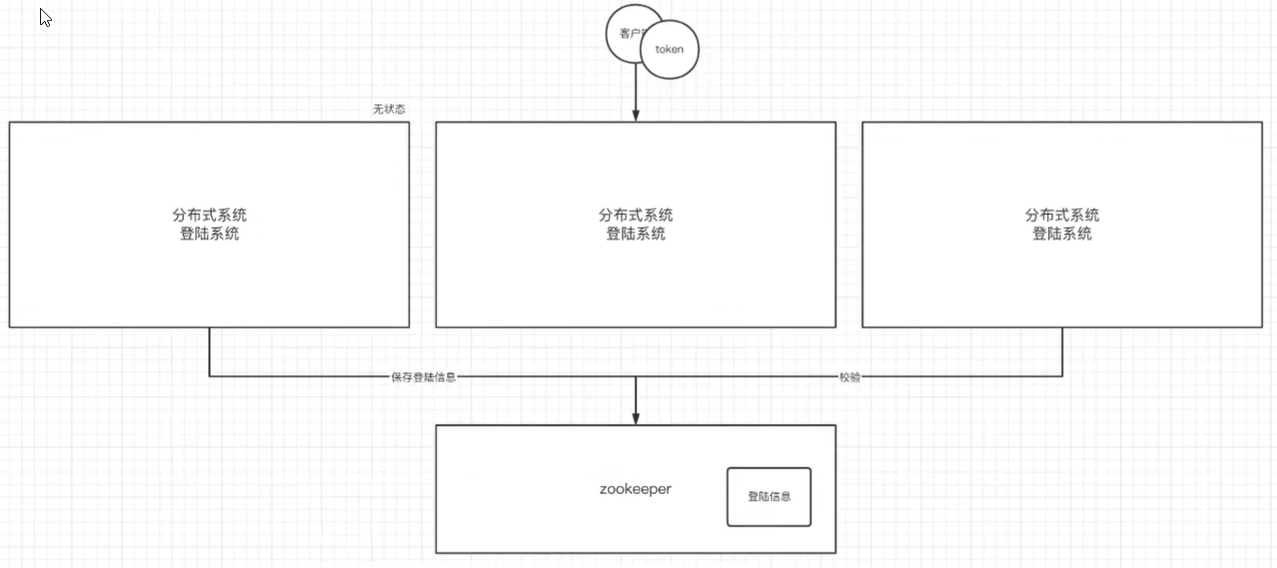 客户
token
无状态
分布式系统
登陆系统
分布式系统
登陆系统
分布式系统
登陆系统
保存登陆信息
校验
zookeeper
登陆信息